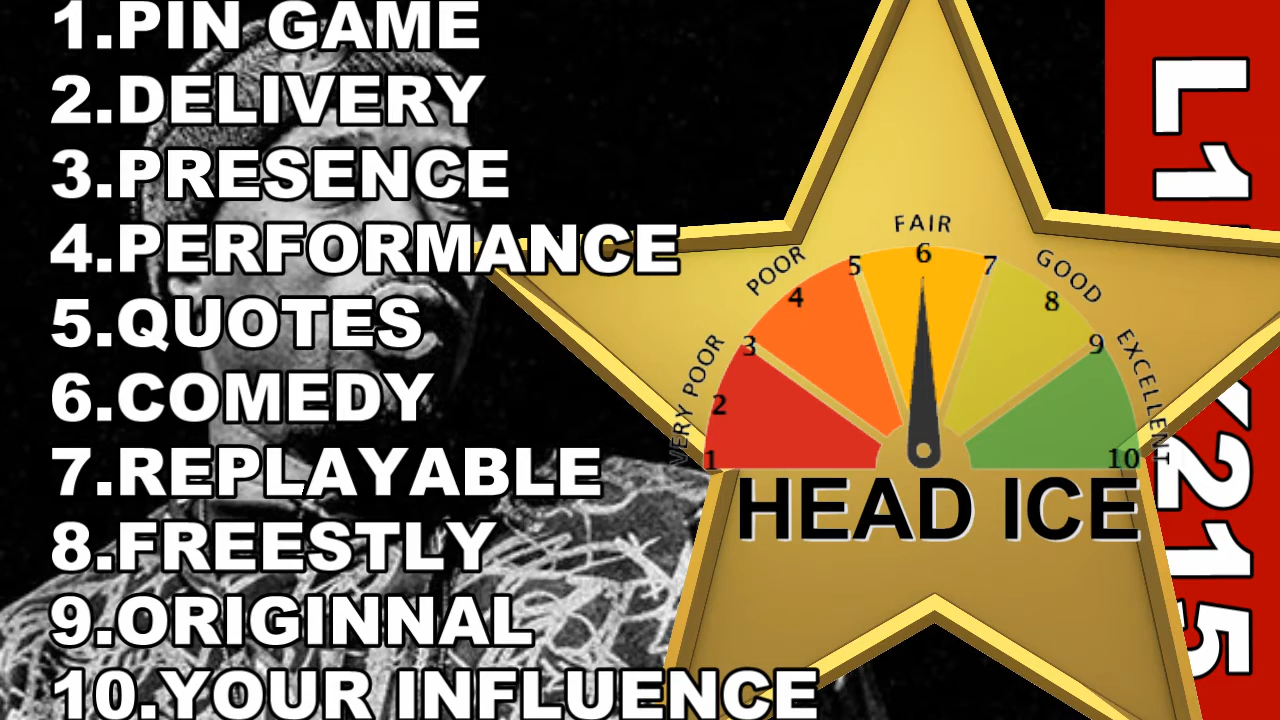 1.PIN GAME
2.DELIVERY
3.PRESENCE
4.PERFORMANCE
5.QUOTES
6.COMEDY
7.REPLAYABLE
8.FREESTLY
9.ORIGINNAL
10.YOUR INFLUENCE
VERY POOR
POOR
FAIR
GOOD
EXCELLENT
1
2
3
4
5
6
7
8
9
10
HEAD ICE